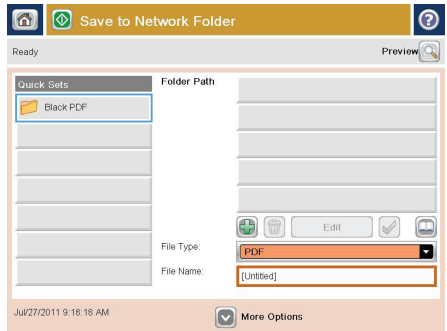 Save to Network Folder
Ready
Preview
Quick Sets
Folder Path
Black PDF
Edit
File Type:
PDF
File Name:
[Untitled]
Jul/27/2011 9:18:18 AM
More Options